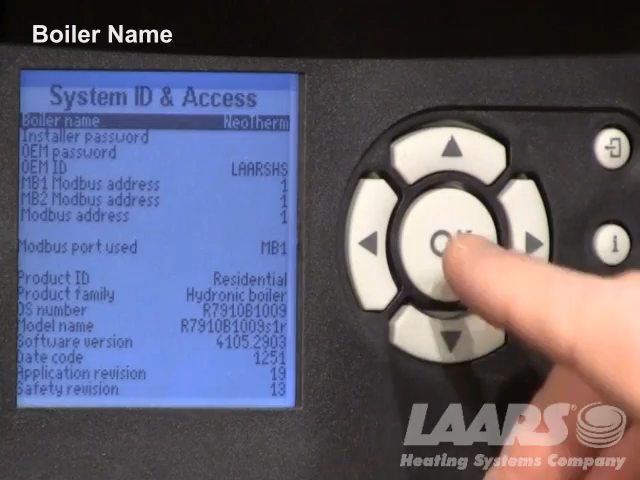 Boiler Name
System ID & Access
Boiler name NeoTherm
Installer password
OEM password
OEM ID LAARSHS
MB1 Modbus address 1
MB2 Modbus address 1
Modbus address 1
Modbus port used MB1
Product ID Residential
Product family Hydronic boiler
OS number R7910B1009
Model name R7910B1009s1r
Software version 4105.2903
Date code 1251
Application revision 19
Safety revision 13
OK
i
LAARS®
Heating Systems Company